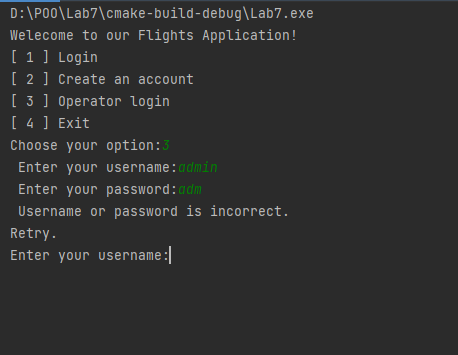 D:\POO\Lab7\cmake-build-debug\Lab7.exe
Welcome to our Flights Application!
[ 1 ] Login
[ 2 ] Create an account
[ 3 ] Operator login
[ 4 ] Exit
Choose your option:3
Enter your username:admin
Enter your password:adm
Username or password is incorrect.
Retry.
Enter your username: